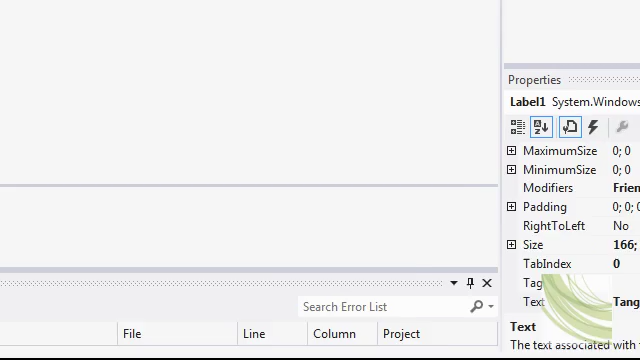 Properties
Label1 System.Windows
MaximumSize 0; 0
MinimumSize 0; 0
Modifiers Frien
Padding 0; 0; 0
RightToLeft No
Size 166;
TabIndex 0
Tag
Text Tang
Search Error List
File Line Column Project
Text
The text associated with